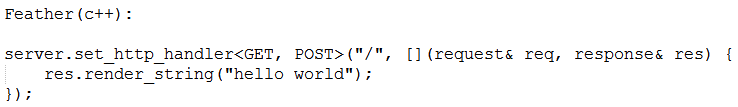 Feather(c++):
server.set_http_handler<GET, POST>("/", [](request& req, response& res) {
    res.render_string("hello world");
});